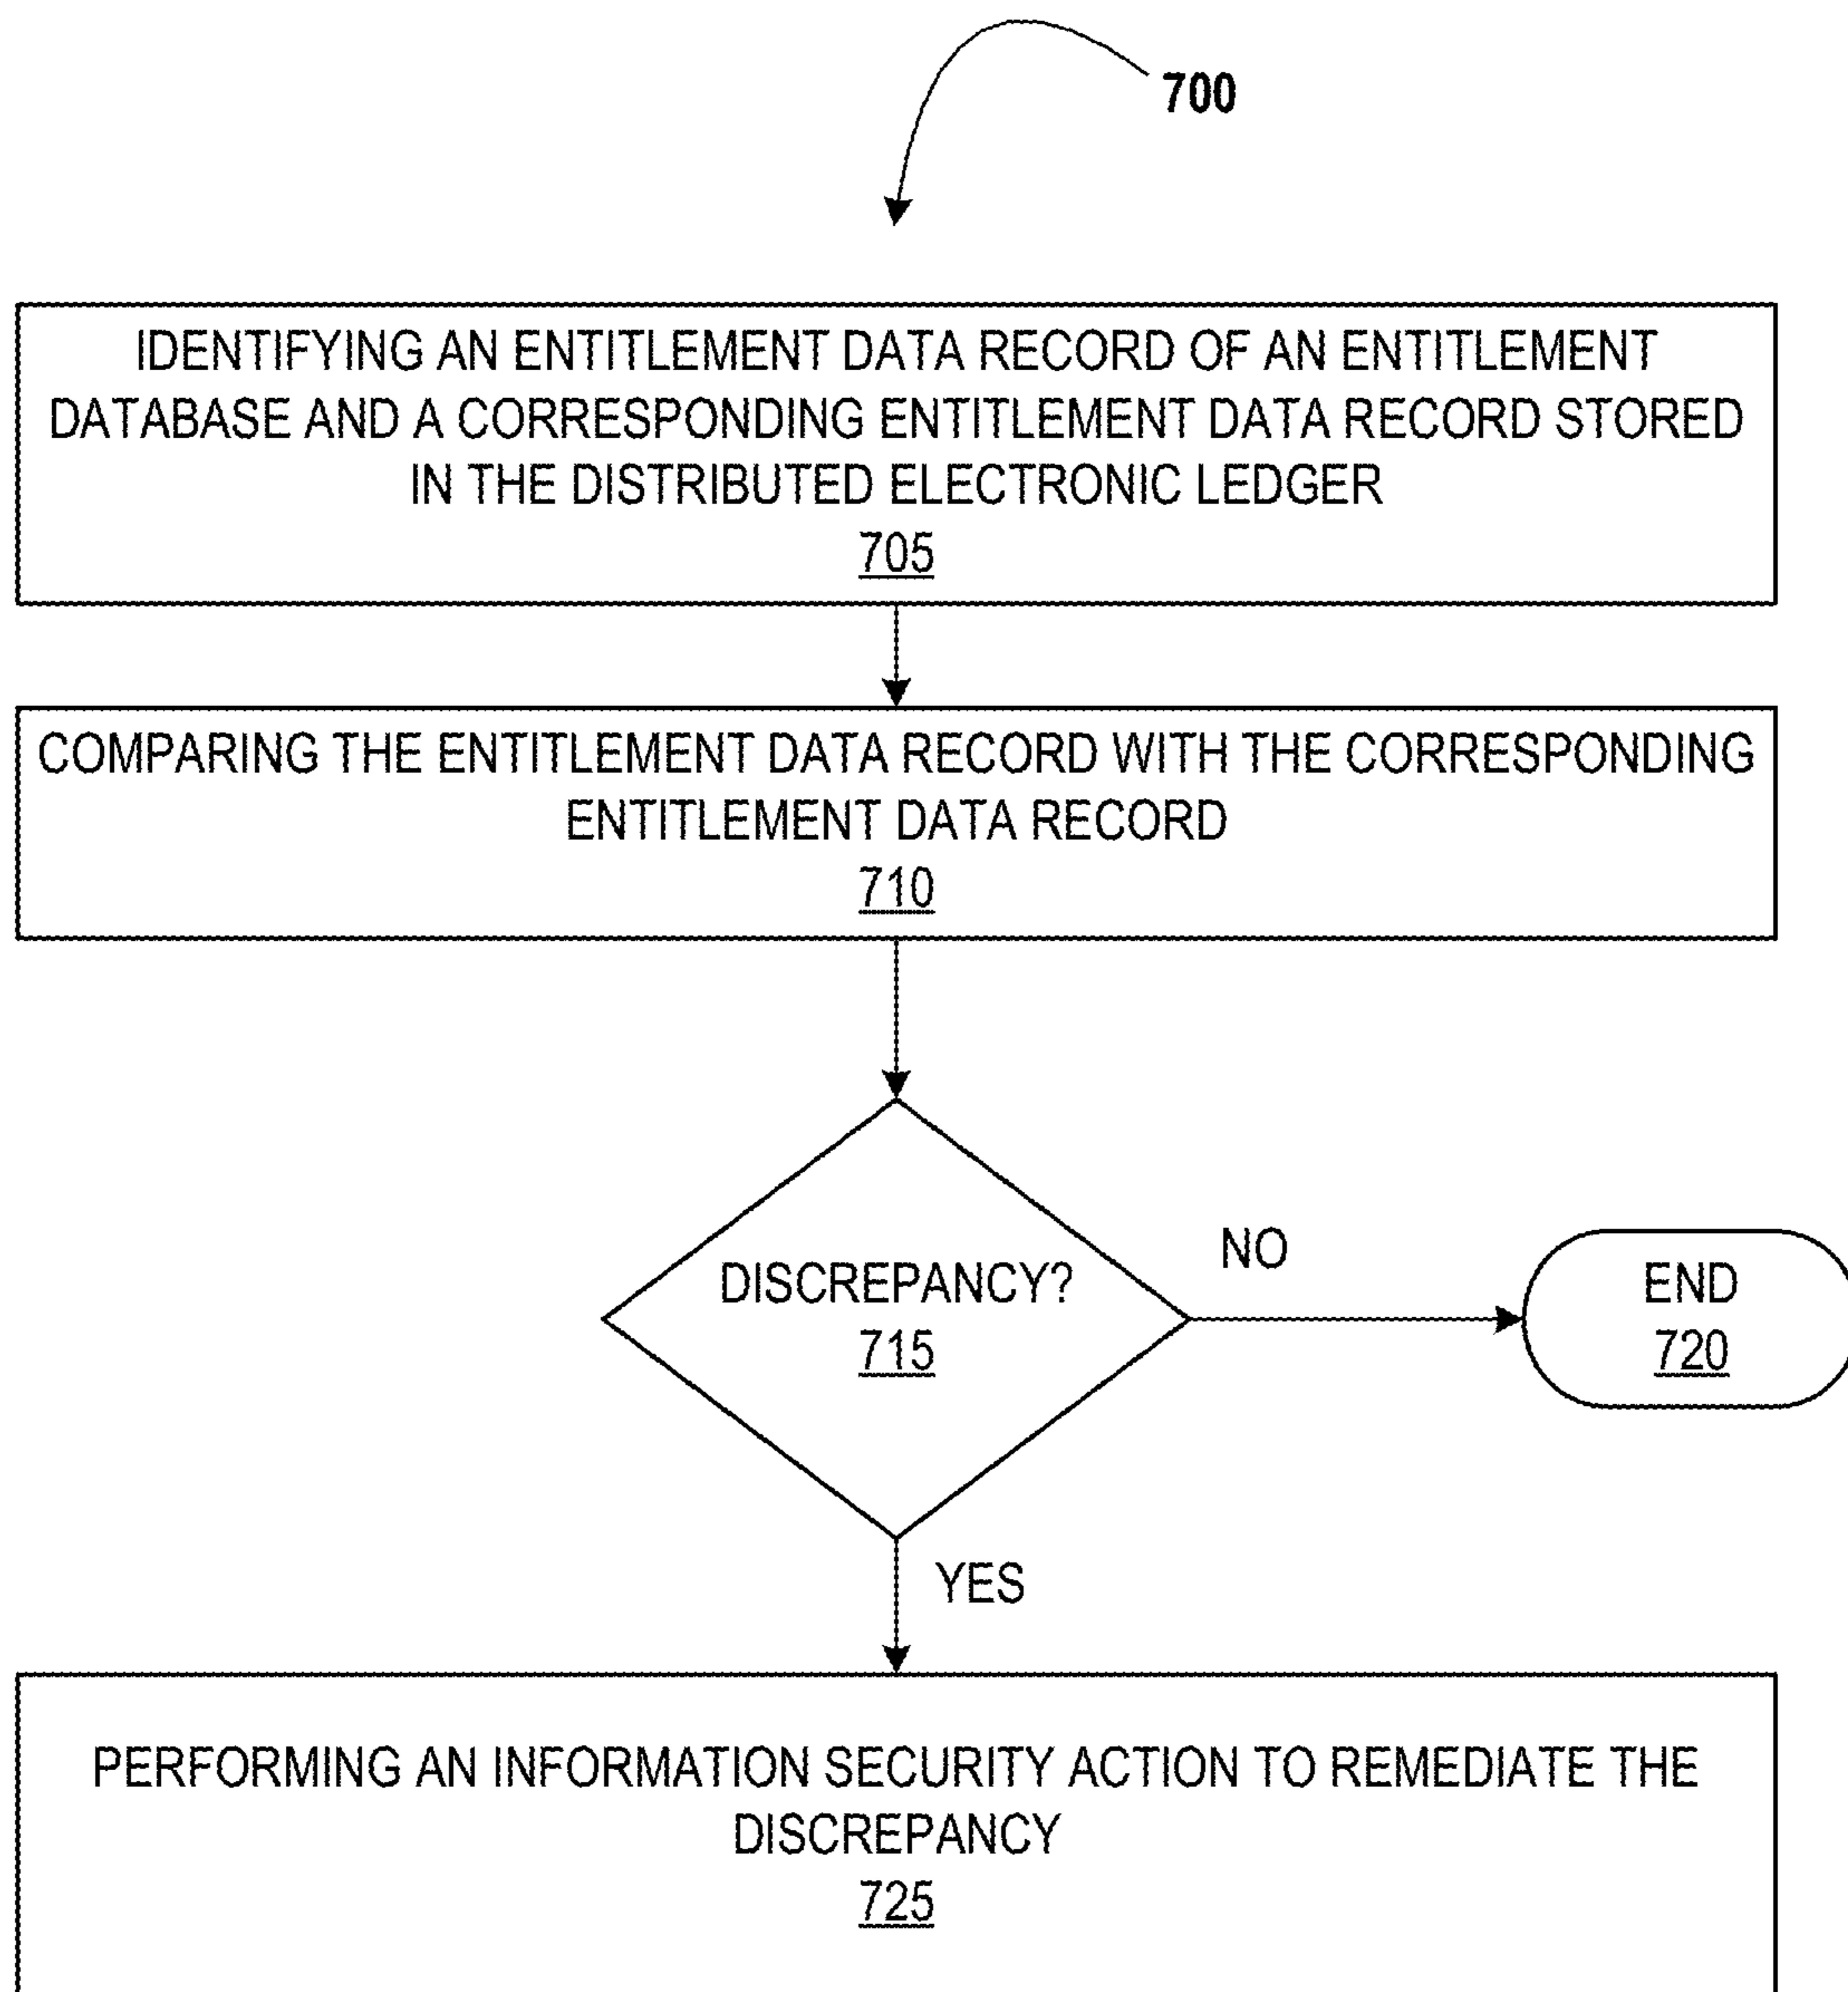 700
IDENTIFYING AN ENTITLEMENT DATA RECORD OF AN ENTITLEMENT
DATABASE AND A CORRESPONDING ENTITLEMENT DATA RECORD STORED
IN THE DISTRIBUTED ELECTRONIC LEDGER
705
COMPARING THE ENTITLEMENT DATA RECORD WITH THE CORRESPONDING
ENTITLEMENT DATA RECORD
710
DISCREPANCY?
715
NO
END
720
YES
PERFORMING AN INFORMATION SECURITY ACTION TO REMEDIATE THE
DISCREPANCY
725